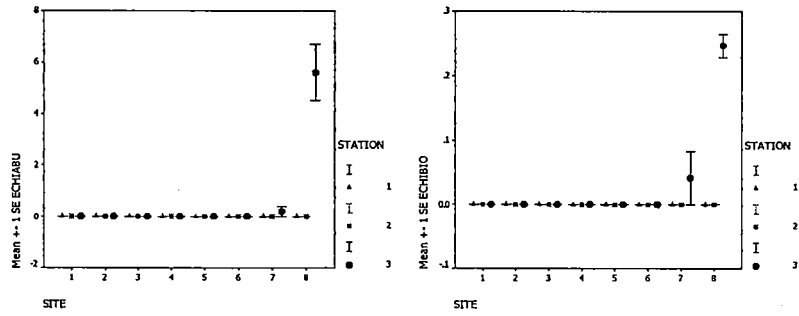 8
6
4
2
0
-2
Mean +- 1 SE ECHIABU
1 2 3 4 5 6 7 8
SITE
STATION
1
2
3
.3
.2
.1
0.0
-.1
Mean +- 1 SE ECHIBIO
1 2 3 4 5 6 7 8
SITE
STATION
1
2
3